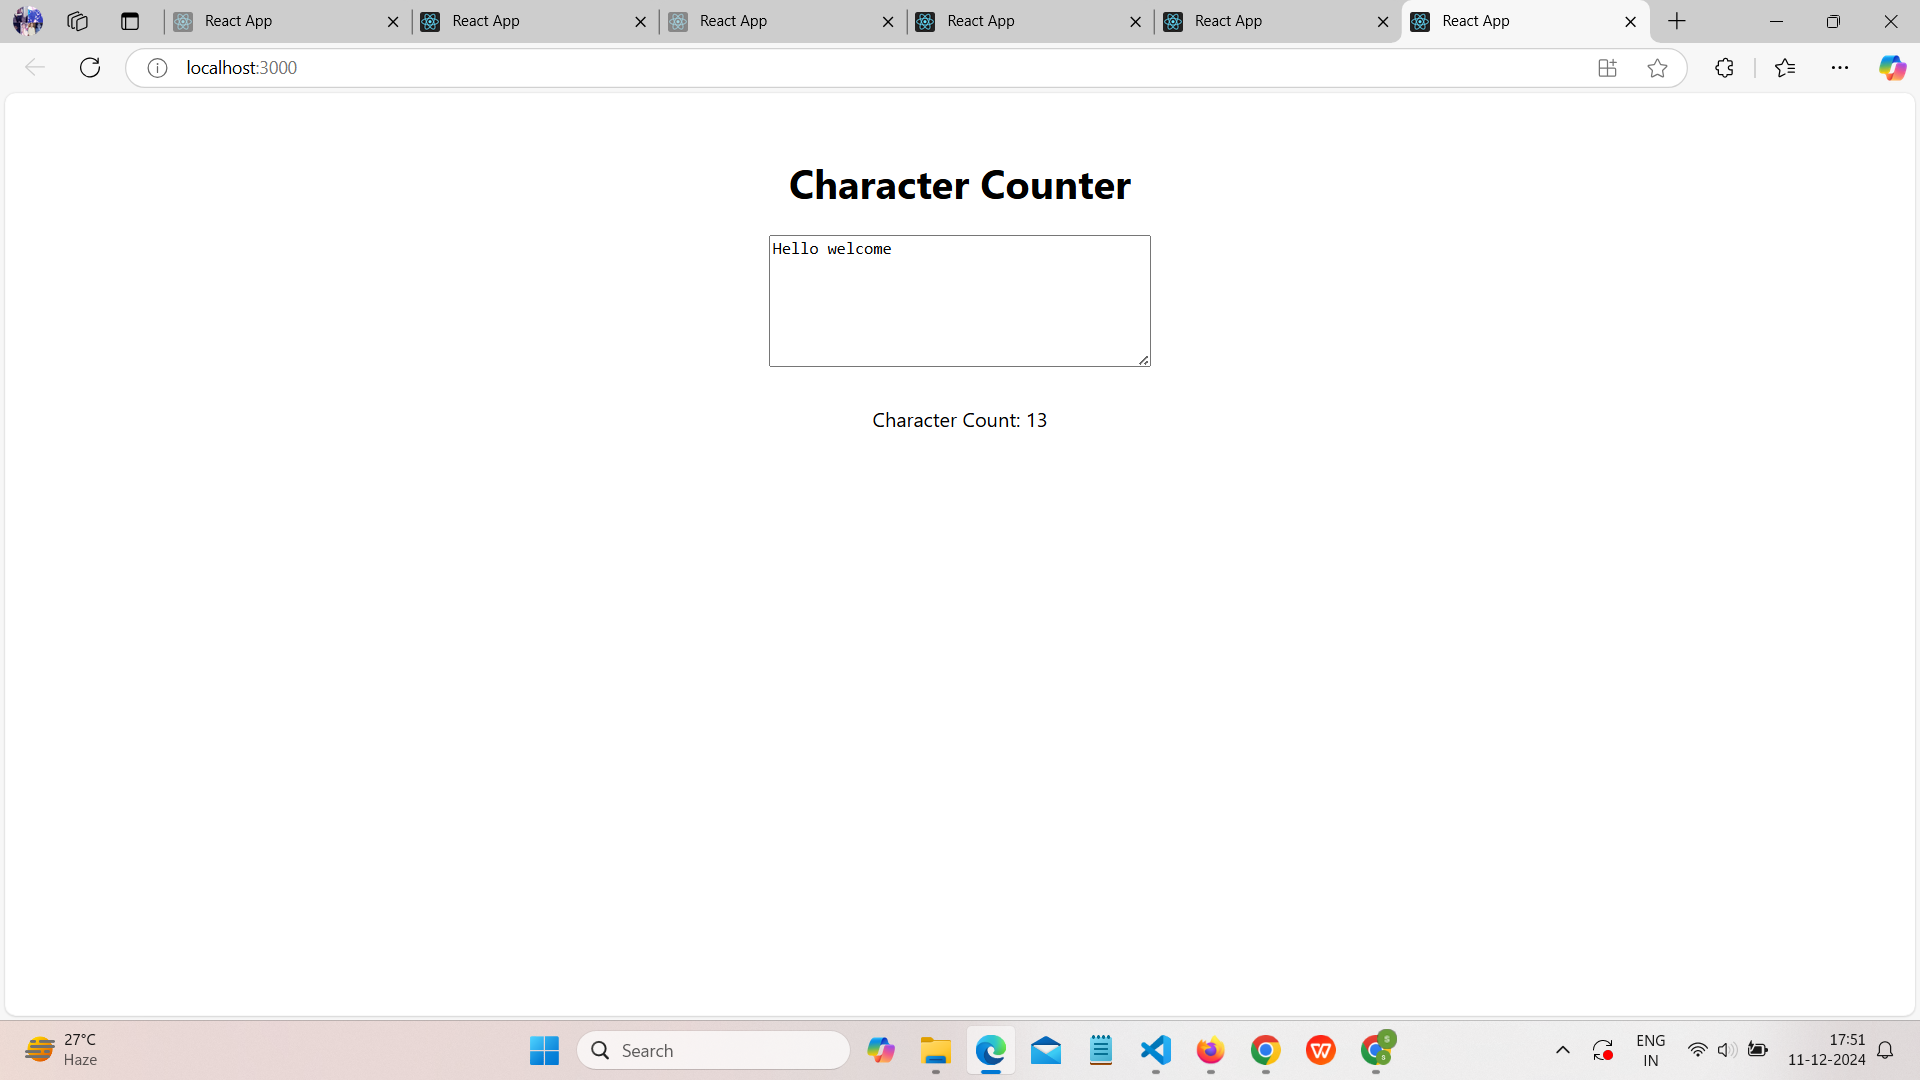 React App React App React App React App React App React App
localhost:3000
Character Counter
Hello welcome
Character Count: 13
27°C
Haze
Search
ENG
IN
17:51
11-12-2024